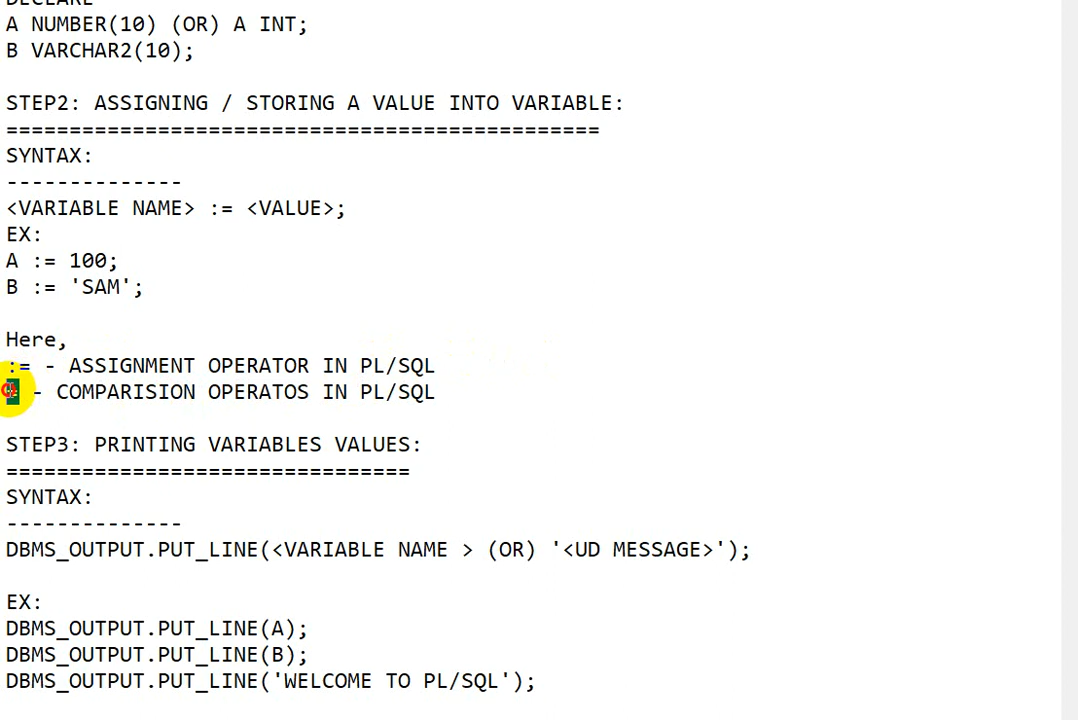 DECLARE
A NUMBER(10) (OR) A INT;
B VARCHAR2(10);
STEP2: ASSIGNING / STORING A VALUE INTO VARIABLE:
===============================================
SYNTAX:
--------------
<VARIABLE NAME> := <VALUE>;
EX:
A := 100;
B := 'SAM';
Here,
:= - ASSIGNMENT OPERATOR IN PL/SQL
- COMPARISION OPERATOS IN PL/SQL
STEP3: PRINTING VARIABLES VALUES:
================================
SYNTAX:
--------------
DBMS_OUTPUT.PUT_LINE(<VARIABLE NAME > (OR) '<UD MESSAGE>');
EX:
DBMS_OUTPUT.PUT_LINE(A);
DBMS_OUTPUT.PUT_LINE(B);
DBMS_OUTPUT.PUT_LINE('WELCOME TO PL/SQL');